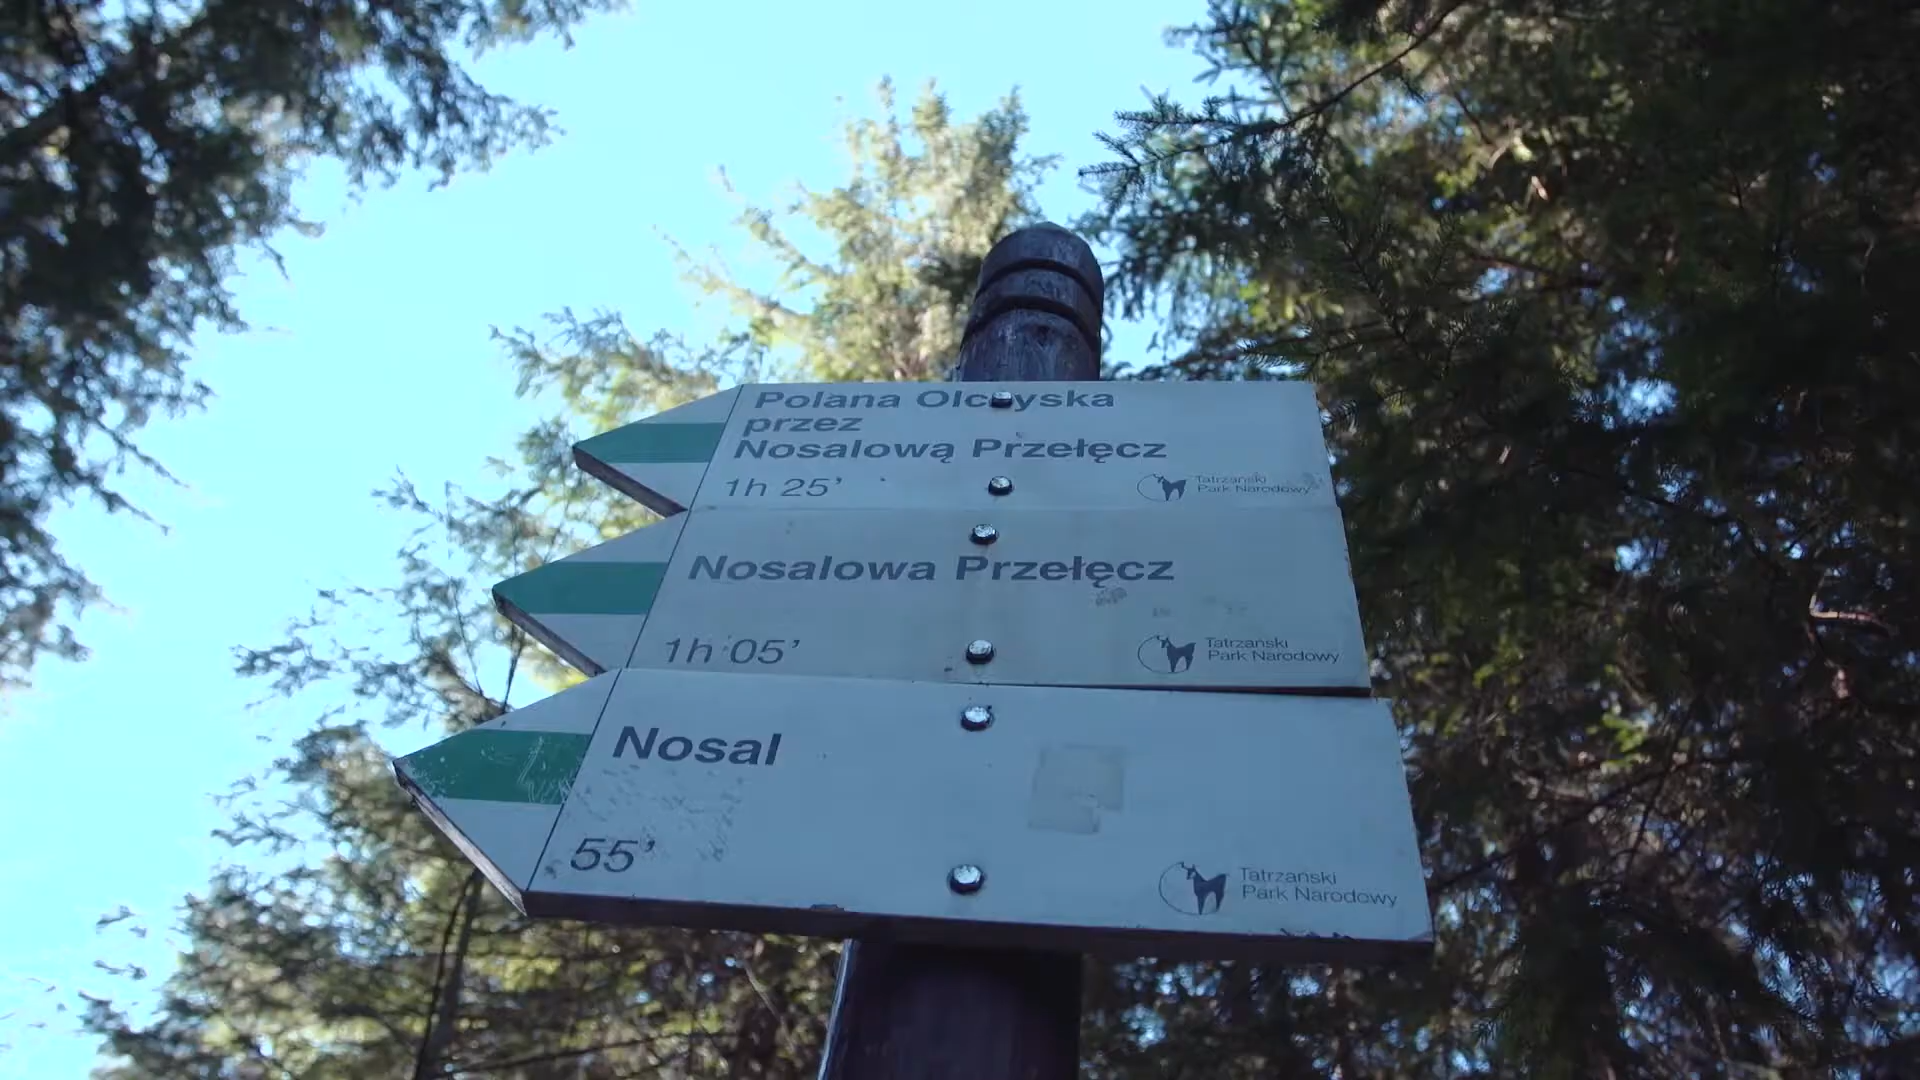 Polana Olczyska
przez
Nosalową Przełęcz
1h 25'
Tatrzański
Park Narodowy
Nosalowa Przełęcz
1h 05'
Tatrzański
Park Narodowy
Nosal
55'
Tatrzański
Park Narodowy